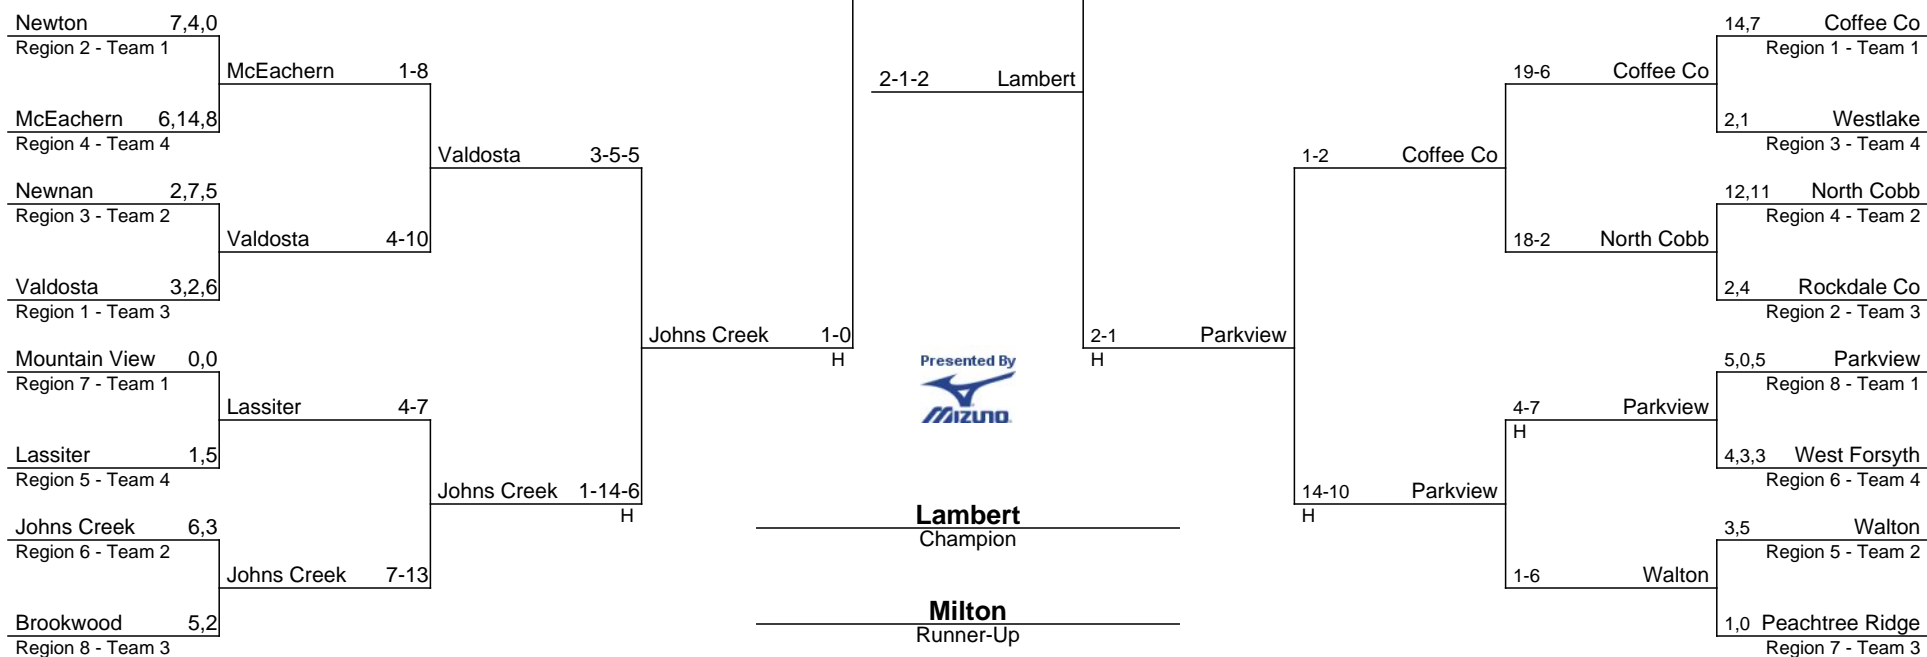 Newton 7,4,0
Region 2 - Team 1
McEachern 1-8
McEachern 6,14,8
Region 4 - Team 4
Valdosta 3-5-5
Newnan 2,7,5
Region 3 - Team 2
Valdosta 4-10
Valdosta 3,2,6
Region 1 - Team 3
Johns Creek 1-0
H
Mountain View 0,0
Region 7 - Team 1
Lassiter 4-7
Lassiter 1,5
Region 5 - Team 4
Johns Creek 1-14-6
H
Johns Creek 6,3
Region 6 - Team 2
Johns Creek 7-13
Brookwood 5,2
Region 8 - Team 3
2-1-2 Lambert
Presented By
MIZUNO
Lambert
Champion
Milton
Runner-Up
14,7 Coffee Co
Region 1 - Team 1
19-6 Coffee Co
2,1 Westlake
Region 3 - Team 4
1-2 Coffee Co
12,11 North Cobb
Region 4 - Team 2
18-2 North Cobb
2,4 Rockdale Co
Region 2 - Team 3
2-1 Parkview
H
5,0,5 Parkview
Region 8 - Team 1
4-7 Parkview
H
4,3,3 West Forsyth
Region 6 - Team 4
14-10 Parkview
H
3,5 Walton
Region 5 - Team 2
1-6 Walton
1,0 Peachtree Ridge
Region 7 - Team 3